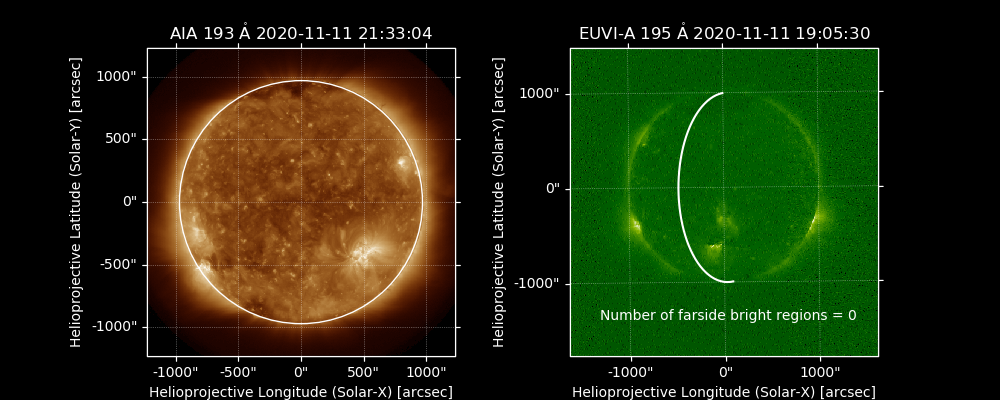 AIA 193 Å 2020-11-11 21:33:04
Helioprojective Latitude (Solar-Y) [arcsec]
1000"
500"
0"
-500"
-1000"
-1000" -500" 0" 500" 1000"
Helioprojective Longitude (Solar-X) [arcsec]
EUVI-A 195 Å 2020-11-11 19:05:30
Helioprojective Latitude (Solar-Y) [arcsec]
1000"
0"
-1000"
Number of farside bright regions = 0
-1000" 0" 1000"
Helioprojective Longitude (Solar-X) [arcsec]